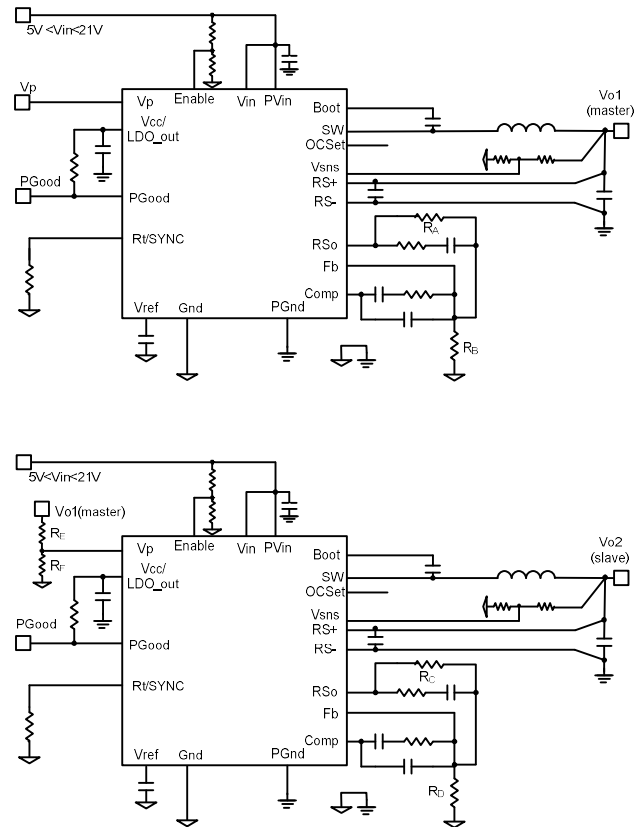 5V <Vin<21V
Vp
Vp
Enable
Vin
PVin
Boot
Vo1
(master)
Vcc/
LDO_out
SW
OCSet
Vsns
RS+
RS-
PGood
PGood
RA
Rt/SYNC
RSo
Fb
Comp
Vref
Gnd
PGnd
RB
5V<Vin<21V
Vo1(master)
RE
RF
Vp
Enable
Vin
PVin
Boot
Vo2
(slave)
Vcc/
LDO_out
SW
OCSet
Vsns
RS+
RS-
PGood
PGood
RC
Rt/SYNC
RSo
Fb
Comp
Vref
Gnd
PGnd
RD